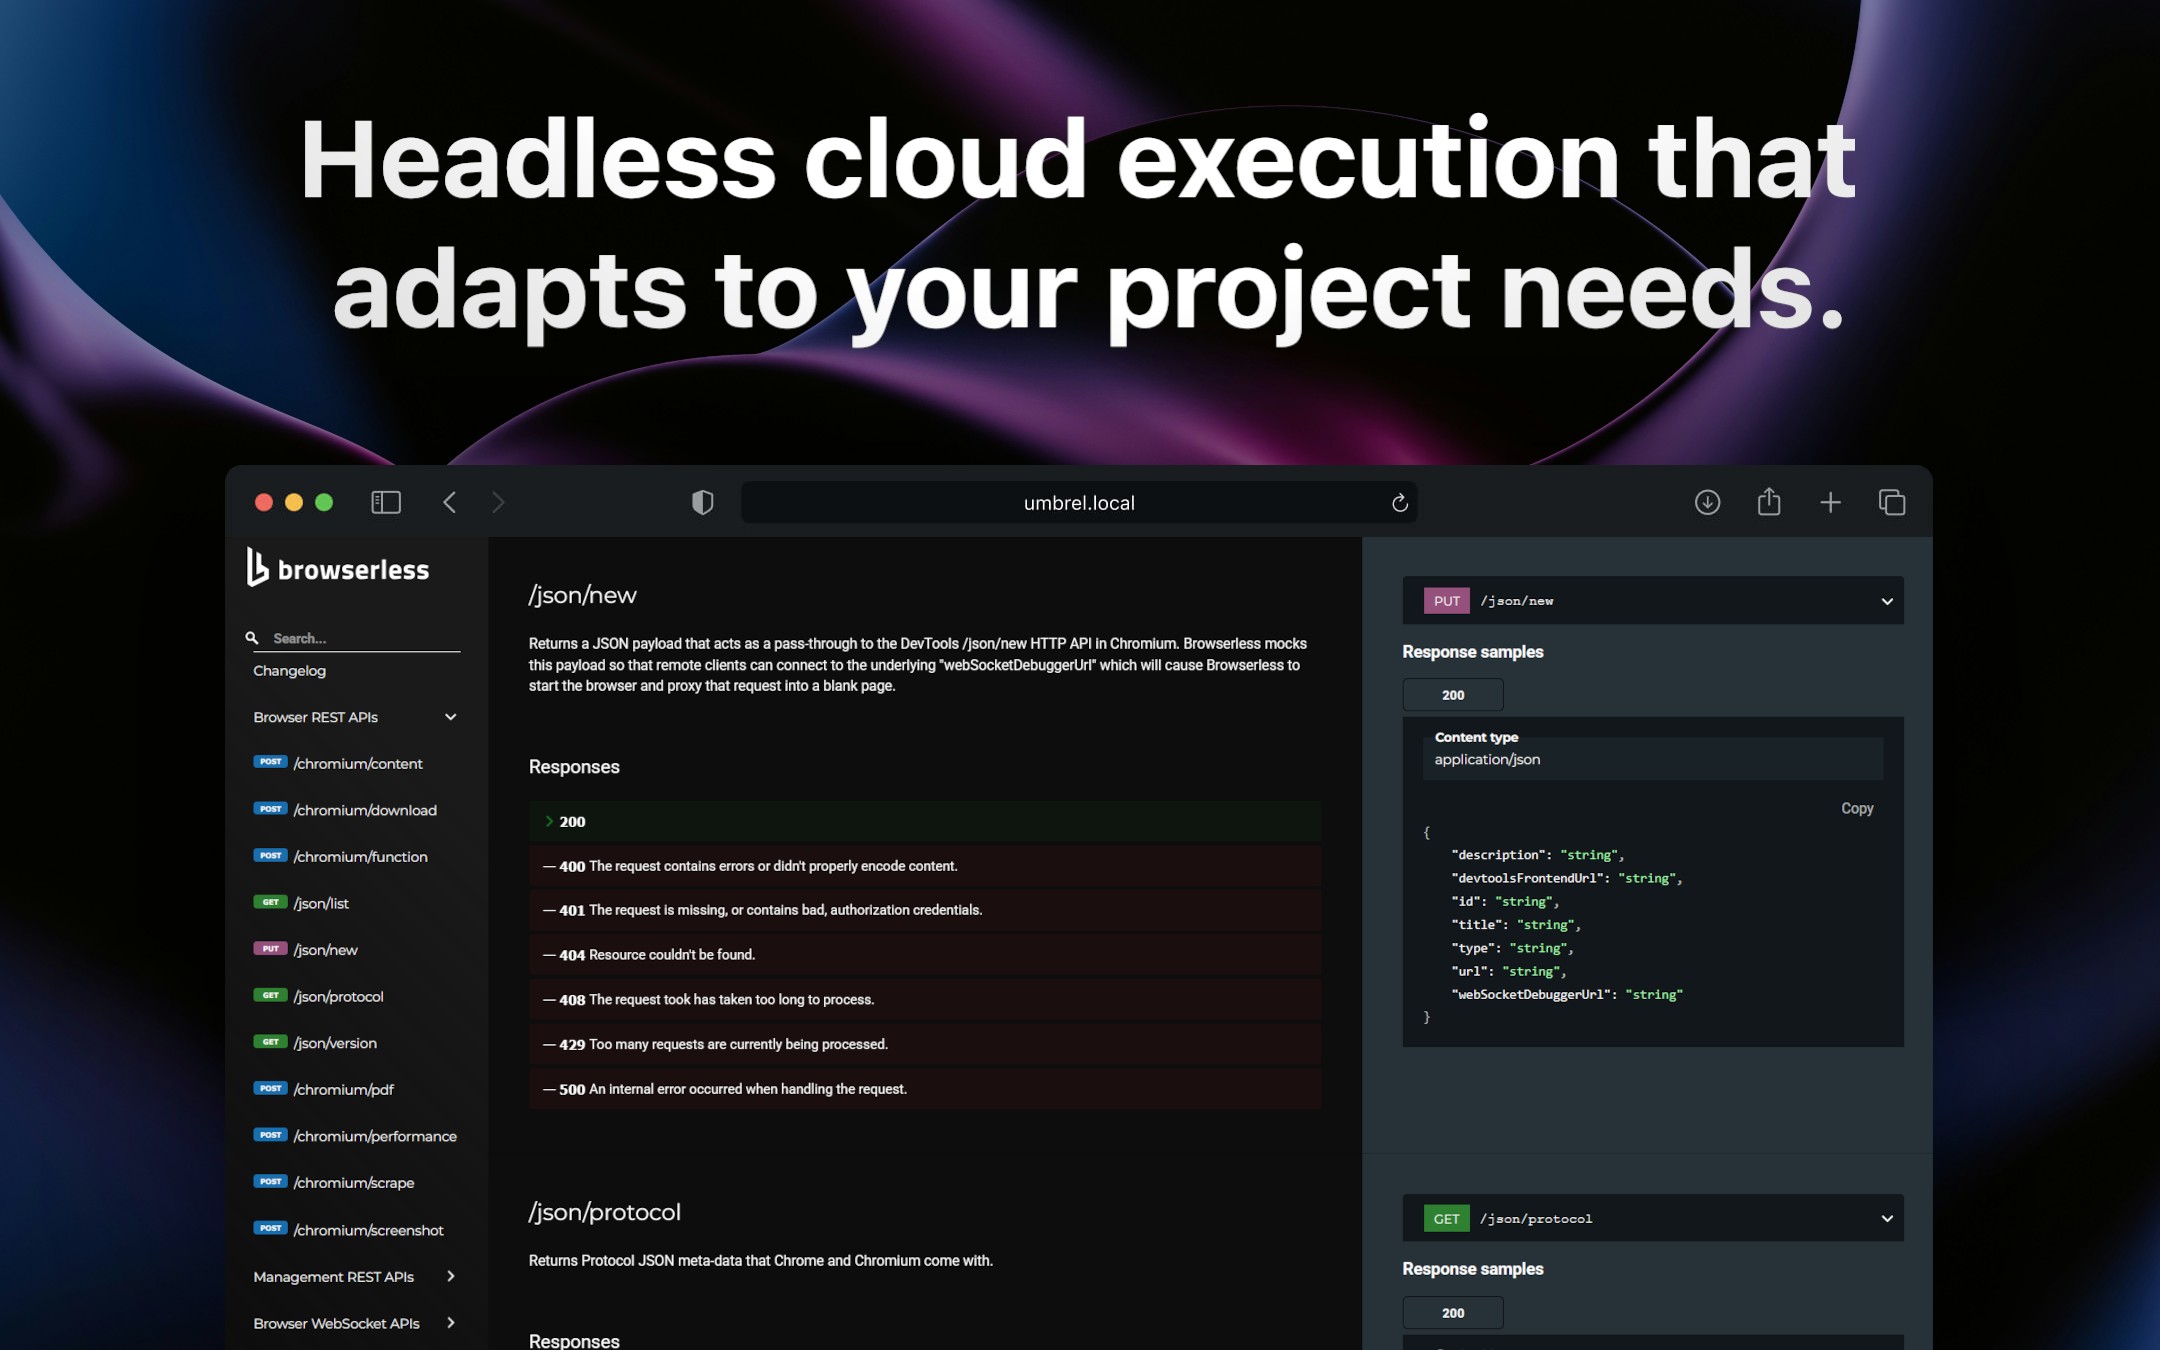 Headless cloud execution that
adapts to your project needs.
umbrel.local
browserless
Search...
Changelog
Browser REST APIs
POST /chromium/content
POST /chromium/download
POST /chromium/function
GET /json/list
PUT /json/new
GET /json/protocol
GET /json/version
POST /chromium/pdf
POST /chromium/performance
POST /chromium/scrape
POST /chromium/screenshot
Management REST APIs
Browser WebSocket APIs
/json/new
Returns a JSON payload that acts as a pass-through to the DevTools /json/new HTTP API in Chromium. Browserless mocks
this payload so that remote clients can connect to the underlying "webSocketDebuggerUrl" which will cause Browserless to
start the browser and proxy that request into a blank page.
Responses
200
— 400 The request contains errors or didn't properly encode content.
— 401 The request is missing, or contains bad, authorization credentials.
— 404 Resource couldn't be found.
— 408 The request took has taken too long to process.
— 429 Too many requests are currently being processed.
— 500 An internal error occurred when handling the request.
/json/protocol
Returns Protocol JSON meta-data that Chrome and Chromium come with.
Responses
PUT /json/new
Response samples
200
Content type
application/json
Copy
{
"description": "string",
"devtoolsFrontendUrl": "string",
"id": "string",
"title": "string",
"type": "string",
"url": "string",
"webSocketDebuggerUrl": "string"
}
GET /json/protocol
Response samples
200